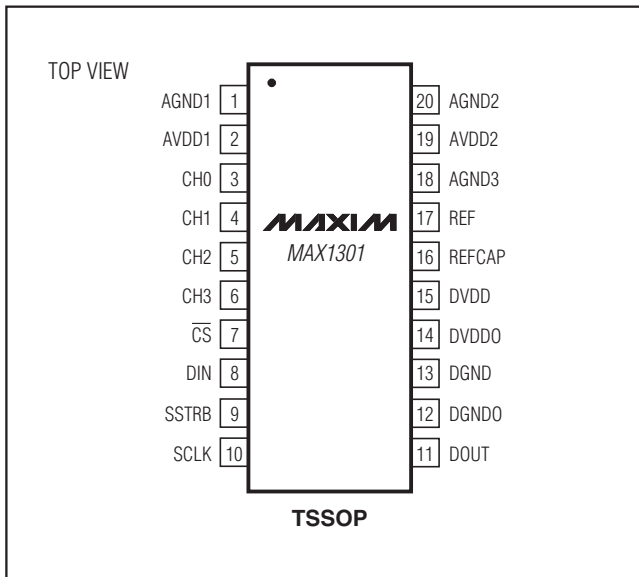 TOP VIEW
AGND1 1
AVDD1 2
CH0 3
CH1 4
CH2 5
CH3 6
C̅S̅ 7
DIN 8
SSTRB 9
SCLK 10
MAXIM
MAX1301
20 AGND2
19 AVDD2
18 AGND3
17 REF
16 REFCAP
15 DVDD
14 DVDDO
13 DGND
12 DGNDO
11 DOUT
TSSOP